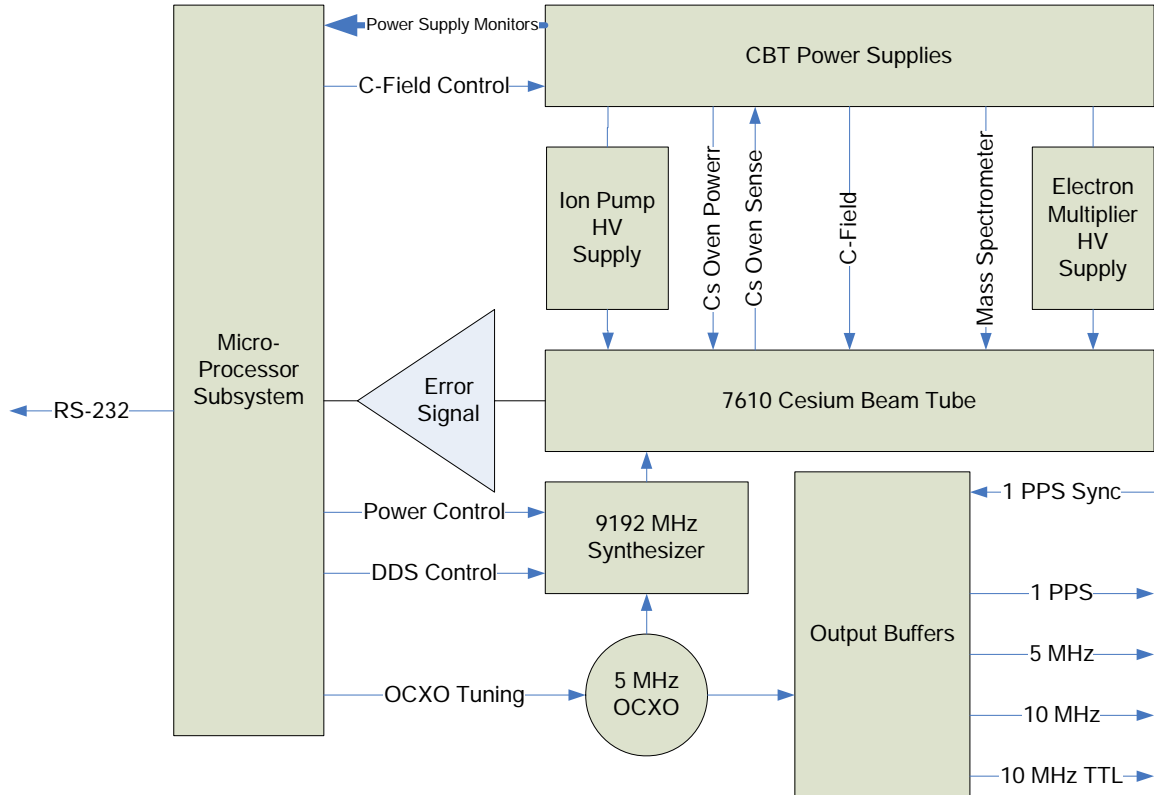 Power Supply Monitors
C-Field Control
CBT Power Supplies
Ion Pump
HV
Supply
Cs Oven Powerr
Cs Oven Sense
C-Field
Mass Spectrometer
Electron
Multiplier
HV
Supply
Micro-
Processor
Subsystem
RS-232
Error
Signal
7610 Cesium Beam Tube
Power Control
DDS Control
9192 MHz
Synthesizer
OCXO Tuning
5 MHz
OCXO
Output Buffers
1 PPS Sync
1 PPS
5 MHz
10 MHz
10 MHz TTL